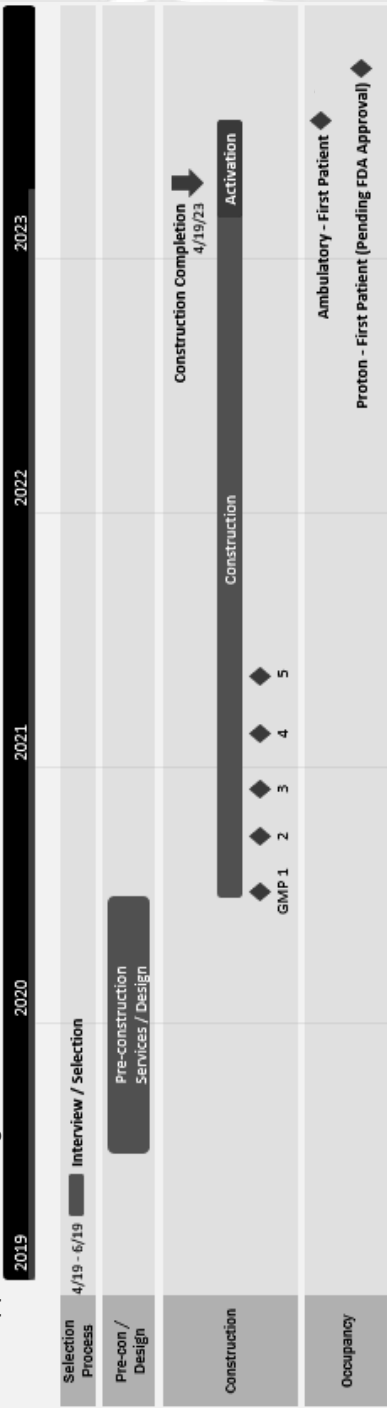 2019
2020
2021
2022
2023
Selection
Process
4/19 - 6/19
Interview / Selection
Pre-con /
Design
Pre-construction
Services / Design
Construction
Construction Completion
4/19/23
Construction
Activation
GMP 1
2
3
4
5
Occupancy
Ambulatory - First Patient
Proton - First Patient (Pending FDA Approval)